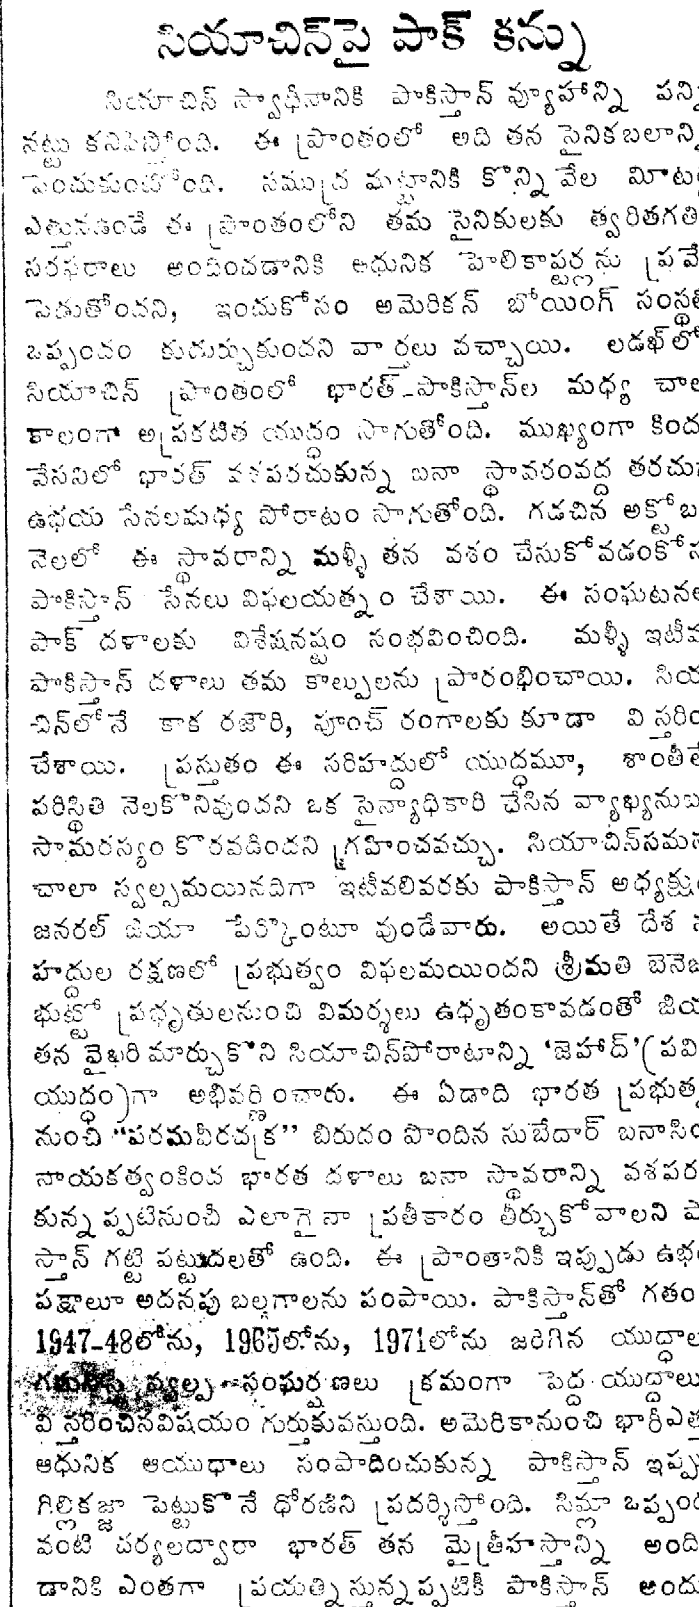 సియాచిన్‌పై పాక్ కన్ను
సియాచిన్ స్వాధీనానికి పాకిస్తాన్ వ్యూహాన్ని పన్ని
నట్టు కనిపిస్తోంది. ఈ ప్రాంతంలో అది తన సైనికబలాన్ని
పెంచుకుంటోంది. సముద్ర మట్టానికి కొన్ని వేల మీటర్ల
ఎత్తునఉండే ఈ ప్రాంతంలోని తమ సైనికులకు త్వరితగతి
సరఫరాలు అందించడానికి ఆధునిక హెలికాప్టర్లను ప్రవే
పెడుతోందని, ఇందుకోసం అమెరికన్ బోయింగ్ సంస్థతో
ఒప్పందం కుదుర్చుకుందని వార్తలు వచ్చాయి. లడఖ్‌లో
సియాచిన్ ప్రాంతంలో భారత్-పాకిస్తాన్‌ల మధ్య చాలా
కాలంగా అప్రకటిత యుద్ధం సాగుతోంది. ముఖ్యంగా కిందటి
వేసవిలో భారత్ వశపరచుకున్న బనా స్థావరంవద్ద తరచుగా
ఉభయ సేనలమధ్య పోరాటం సాగుతోంది. గడచిన అక్టోబ
నెలలో ఈ స్థావరాన్ని మళ్ళీ తన వశం చేసుకోవడంకోసం
పాకిస్తాన్ సేనలు విఫలయత్నం చేశాయి. ఈ సంఘటనల
పాక్ దళాలకు విశేషనష్టం సంభవించింది. మళ్ళీ ఇటీవ
పాకిస్తాన్ దళాలు తమ కాల్పులను ప్రారంభించాయి. సియా
చిన్‌లోనే కాక రజౌరి, పూంచ్ రంగాలకు కూడా విస్తరిం
చేశాయి. ప్రస్తుతం ఈ సరిహద్దులో యుద్ధమూ, శాంతీలే
పరిస్థితి నెలకొనివుందని ఒక సైన్యాధికారి చేసిన వ్యాఖ్యనుబ
సామరస్యం కొరవడిందని గ్రహించవచ్చు. సియాచిన్‌సమస
చాలా స్వల్పమయినదిగా ఇటీవలివరకు పాకిస్తాన్ అధ్యక్షు
జనరల్ జియా పేర్కొంటూ వుండేవారు. అయితే దేశ స
హద్దుల రక్షణలో ప్రభుత్వం విఫలమయిందని శ్రీమతి బెనజ
భుట్టో ప్రభృతులనుంచి విమర్శలు ఉధృతంకావడంతో జియ
తన వైఖరి మార్చుకొని సియాచిన్‌పోరాటాన్ని 'జెహాద్'(పవి
యుద్ధం)గా అభివర్ణించారు. ఈ ఏడాది భారత ప్రభుత్వ
నుంచి "పరమవీరచక్ర" బిరుదం పొందిన సుబేదార్ బనాసిం
నాయకత్వంకింద భారత దళాలు బనా స్థావరాన్ని వశపర
కున్నప్పటినుంచీ ఎలాగైనా ప్రతీకారం తీర్చుకోవాలని పా
స్తాన్ గట్టి పట్టుదలతో ఉంది. ఈ ప్రాంతానికి ఇప్పుడు ఉభ
పక్షాలూ అదనపు బలగాలను పంపాయి. పాకిస్తాన్‌తో గతం
1947-48లోను, 1965లోను, 1971లోను జరిగిన యుద్ధాల
స్వల్ప సంఘర్షణలు క్రమంగా పెద్ద యుద్ధాలు
విస్తరించినవిషయం గుర్తుకువస్తుంది. అమెరికానుంచి భారీఎత్త
ఆధునిక ఆయుధాలు సంపాదించుకున్న పాకిస్తాన్ ఇప్పు
గిల్లికజ్జా పెట్టుకొనే ధోరణిని ప్రదర్శిస్తోంది. సిమ్లా ఒప్పం
వంటి చర్యలద్వారా భారత్ తన మైత్రీహస్తాన్ని అంది
డానికి ఎంతగా ప్రయత్నిస్తున్నప్పటికీ పాకిస్తాన్ అందు